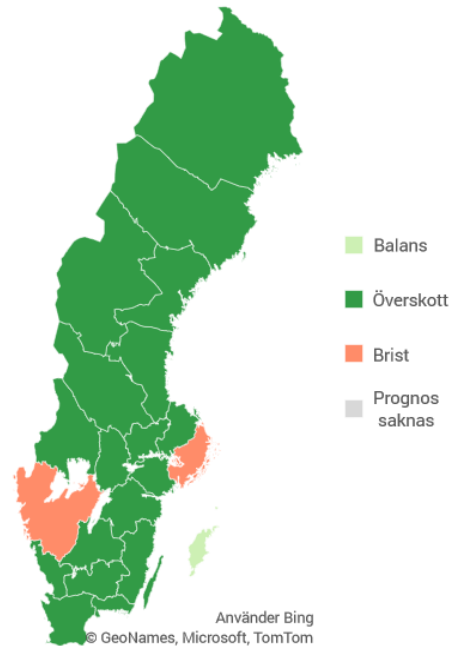 Balans
Överskott
Brist
Prognos
saknas
Använder Bing
© GeoNames, Microsoft, TomTom